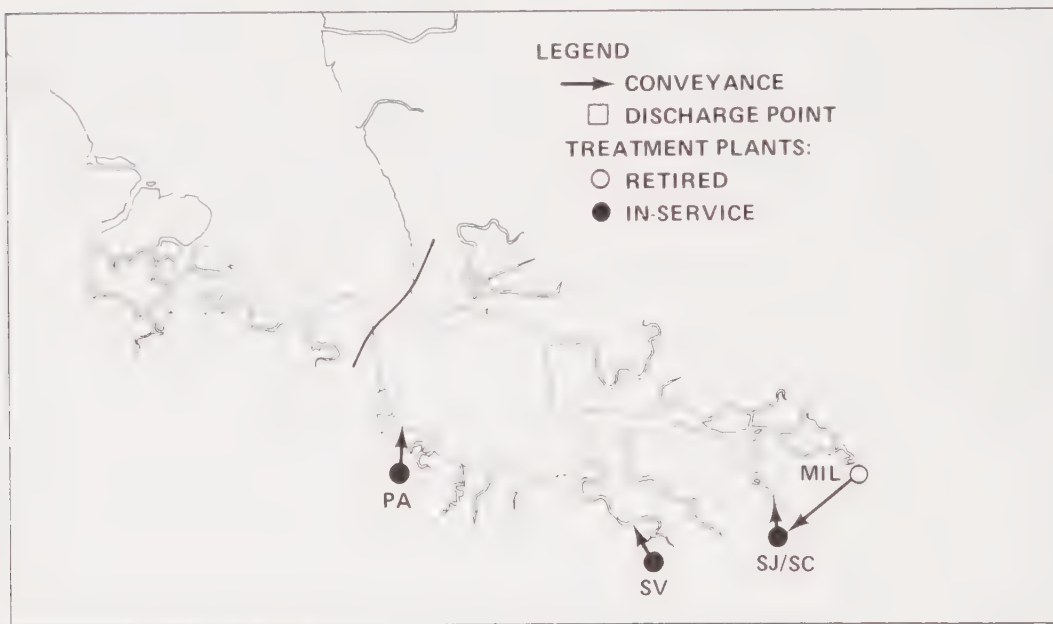 LEGEND
CONVEYANCE
DISCHARGE POINT
TREATMENT PLANTS:
RETIRED
IN-SERVICE
MIL
PA
SJ/SC
SV